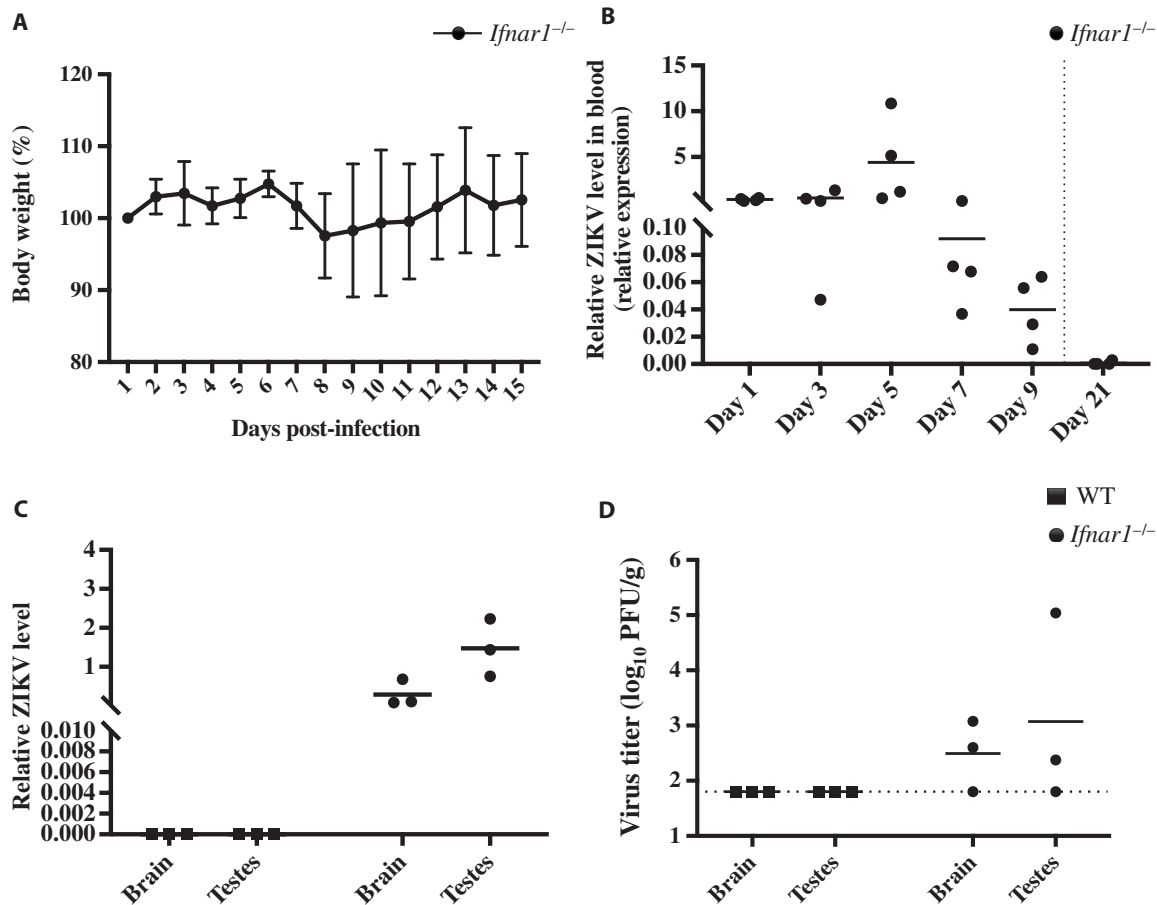 A
Ifnar1–/–
Body weight (%)
120
110
100
90
80
1 2 3 4 5 6 7 8 9 10 11 12 13 14 15
Days post-infection
B
Ifnar1–/–
Relative ZIKV level in blood
(relative expression)
15
10
5
0.10
0.08
0.06
0.04
0.02
0.00
Day 1 Day 3 Day 5 Day 7 Day 9 Day 21
C
Relative ZIKV level
4
3
2
1
0.010
0.008
0.006
0.004
0.002
0.000
Brain Testes Brain Testes
WT
Ifnar1–/–
D
Virus titer (log10 PFU/g)
6
5
4
3
2
1
Brain Testes Brain Testes